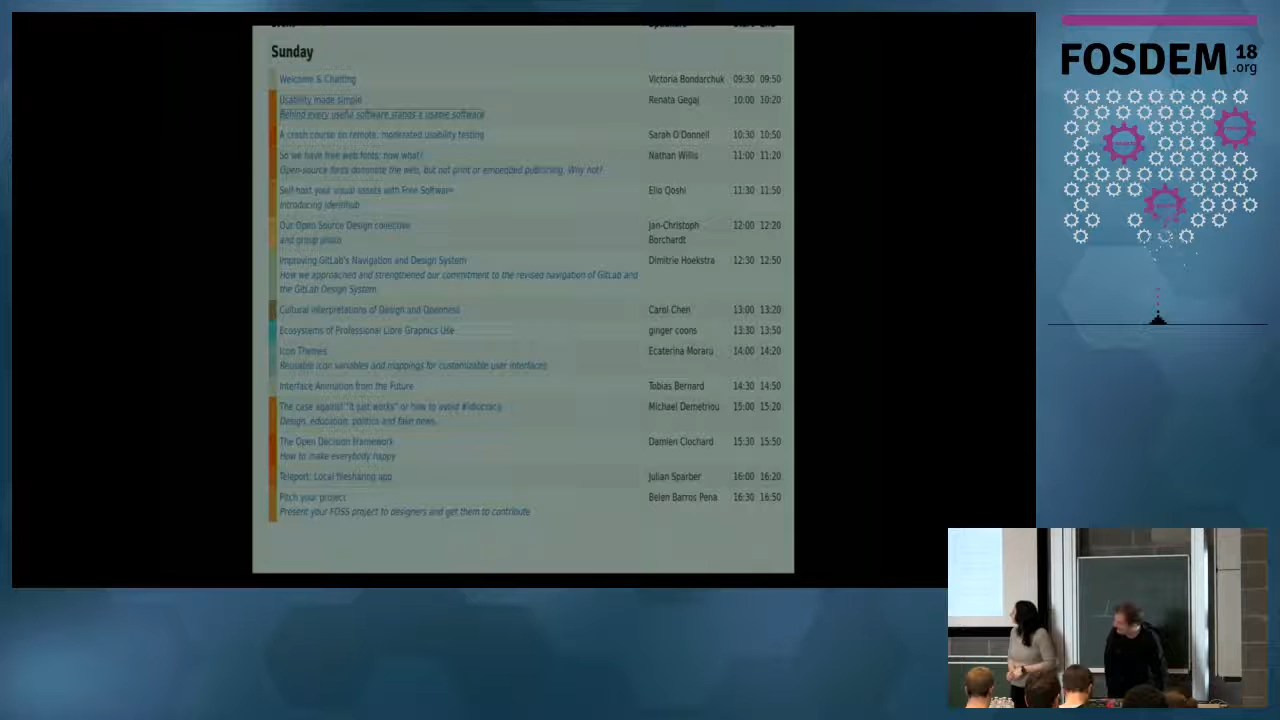 FOSDEM 18
.org
Sunday
Welcome & Chatting Victoria Bondarchuk 09:30 09:50
Usability made simple Renata Gegaj 10:00 10:20
Behind every useful software stands a usable software
A crash course on remote, moderated usability testing Sarah O'Donnell 10:30 10:50
So we have free web fonts; now what? Nathan Willis 11:00 11:20
Open-source fonts dominate the web, but not print or embedded publishing. Why not?
Self-host your visual assets with Free Software Elio Qoshi 11:30 11:50
Introducing Identihub
Our Open Source Design collective Jan-Christoph 12:00 12:20
and group photo Borchardt
Improving GitLab's Navigation and Design System Dimitrie Hoekstra 12:30 12:50
How we approached and strengthened our commitment to the revised navigation of GitLab and
the GitLab Design System.
Cultural Interpretations of Design and Openness Carol Chen 13:00 13:20
Ecosystems of Professional Libre Graphics Use ginger coons 13:30 13:50
Icon Themes Ecaterina Moraru 14:00 14:20
Reusable icon variables and mappings for customizable user interfaces
Interface Animation from the Future Tobias Bernard 14:30 14:50
The case against "It just works" or how to avoid #idiocracy Michael Demetriou 15:00 15:20
Design, education, politics and fake news.
The Open Decision Framework Damien Clochard 15:30 15:50
How to make everybody happy
Teleport: Local filesharing app Julian Sparber 16:00 16:20
Pitch your project Belen Barros Pena 16:30 16:50
Present your FOSS project to designers and get them to contribute